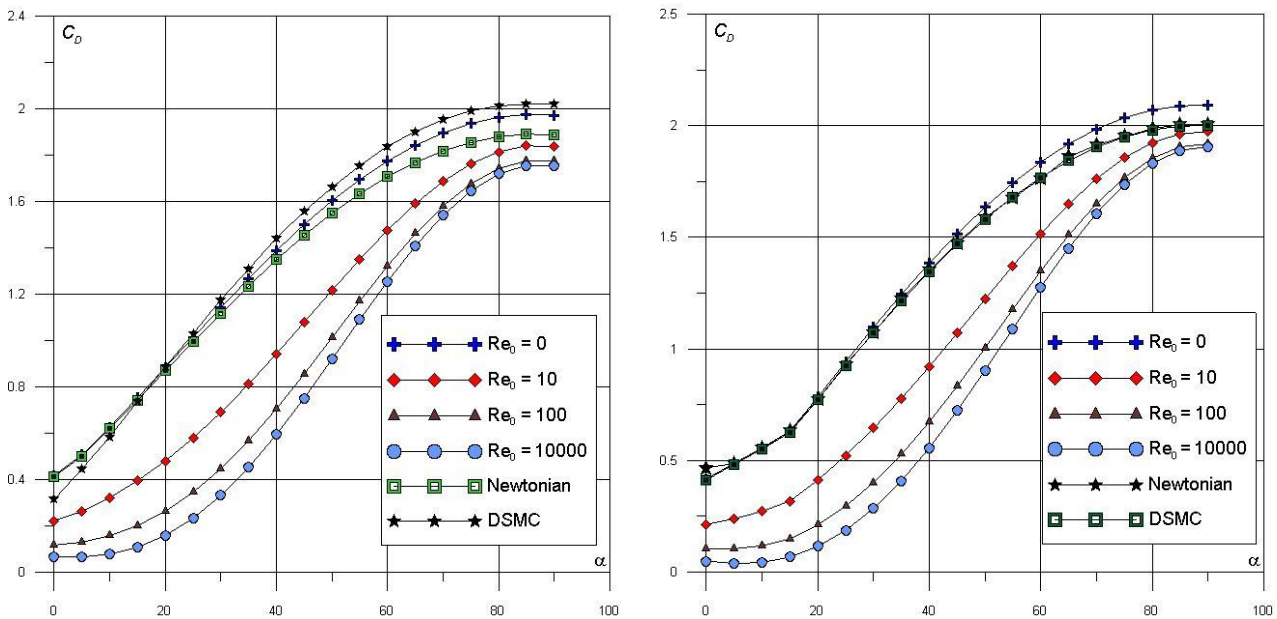 2.4
C_D
2
1.6
1.2
0.8
0.4
0
Re₀ = 0
Re₀ = 10
Re₀ = 100
Re₀ = 10000
Newtonian
DSMC
α
0 20 40 60 80 100
2.5
C_D
2
1.5
1
0.5
0
Re₀ = 0
Re₀ = 10
Re₀ = 100
Re₀ = 10000
Newtonian
DSMC
α
0 20 40 60 80 100